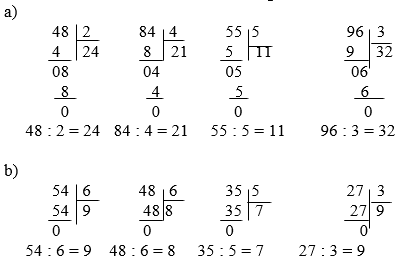 a)
48 2 84 4 55 5 96 3
4 24 8 21 5 11 9 32
08 04 05 06
8 4 5 6
0 0 0 0
48 : 2 = 24 84 : 4 = 21 55 : 5 = 11 96 : 3 = 32
b)
54 6 48 6 35 5 27 3
54 9 48 8 35 7 27 9
0 0 0 0
54 : 6 = 9 48 : 6 = 8 35 : 5 = 7 27 : 3 = 9